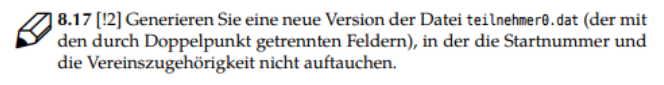 8.17 [!2] Generieren Sie eine neue Version der Datei teilnehmer0.dat (der mit
den durch Doppelpunkt getrennten Feldern), in der die Startnummer und
die Vereinszugehörigkeit nicht auftauchen.